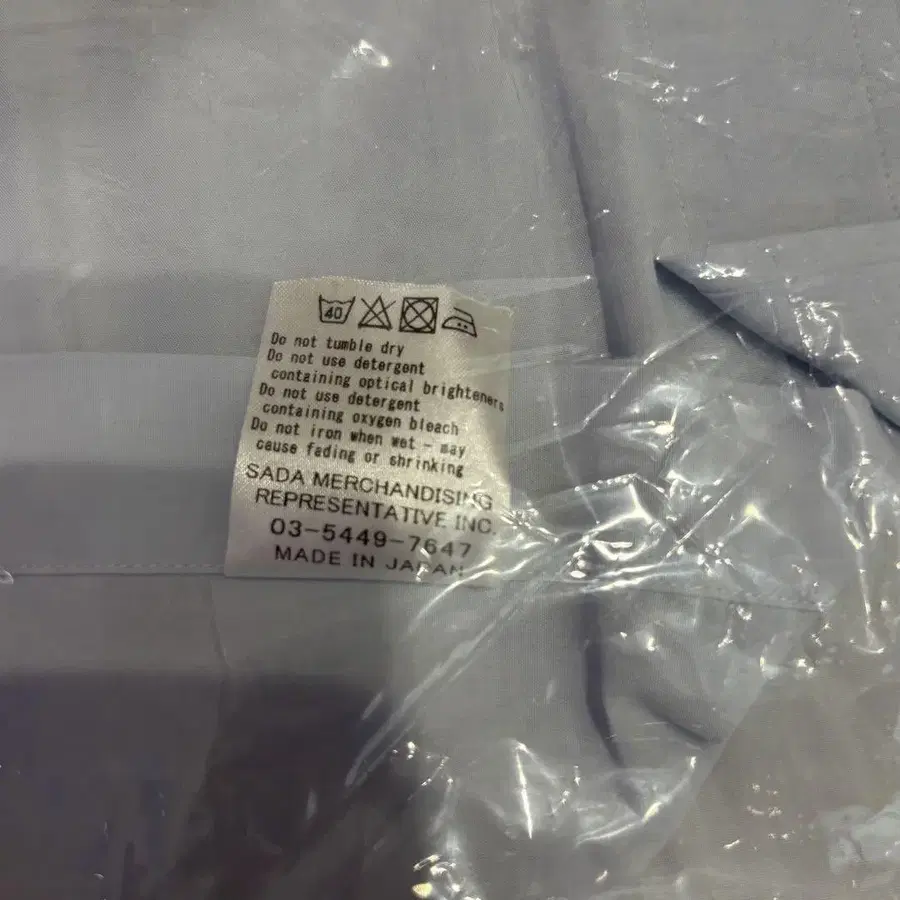 40
Do not tumble dry
Do not use detergent
containing optical brighteners
Do not use detergent
containing oxygen bleach
Do not iron when wet - may
cause fading or shrinking
SADA MERCHANDISING
REPRESENTATIVE INC.
03-5449-7647
MADE IN JAPAN